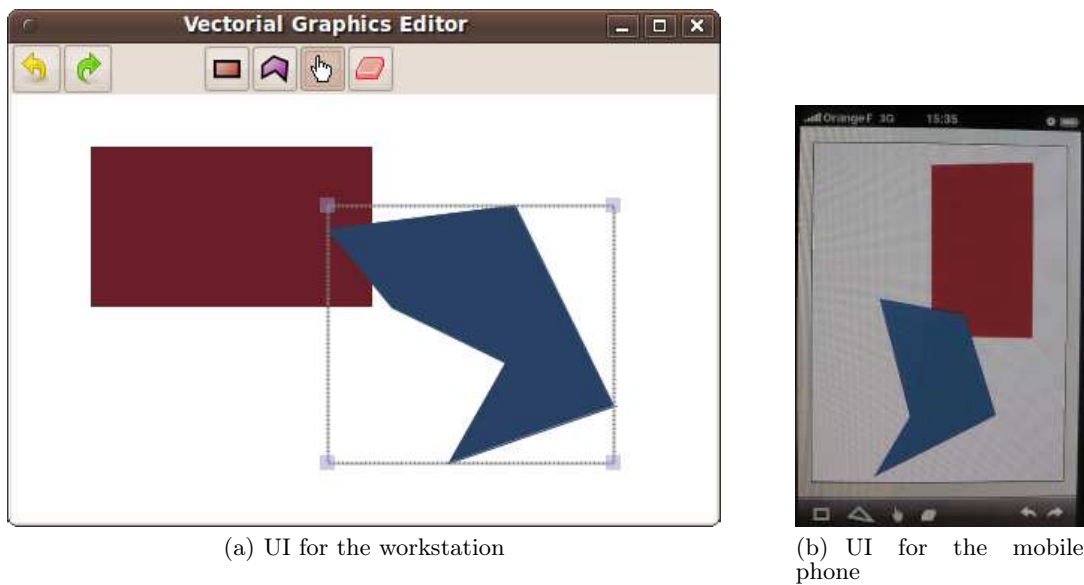 Vectorial Graphics Editor
Orange F 3G 15:35
(a) UI for the workstation
(b) UI for the mobile
phone